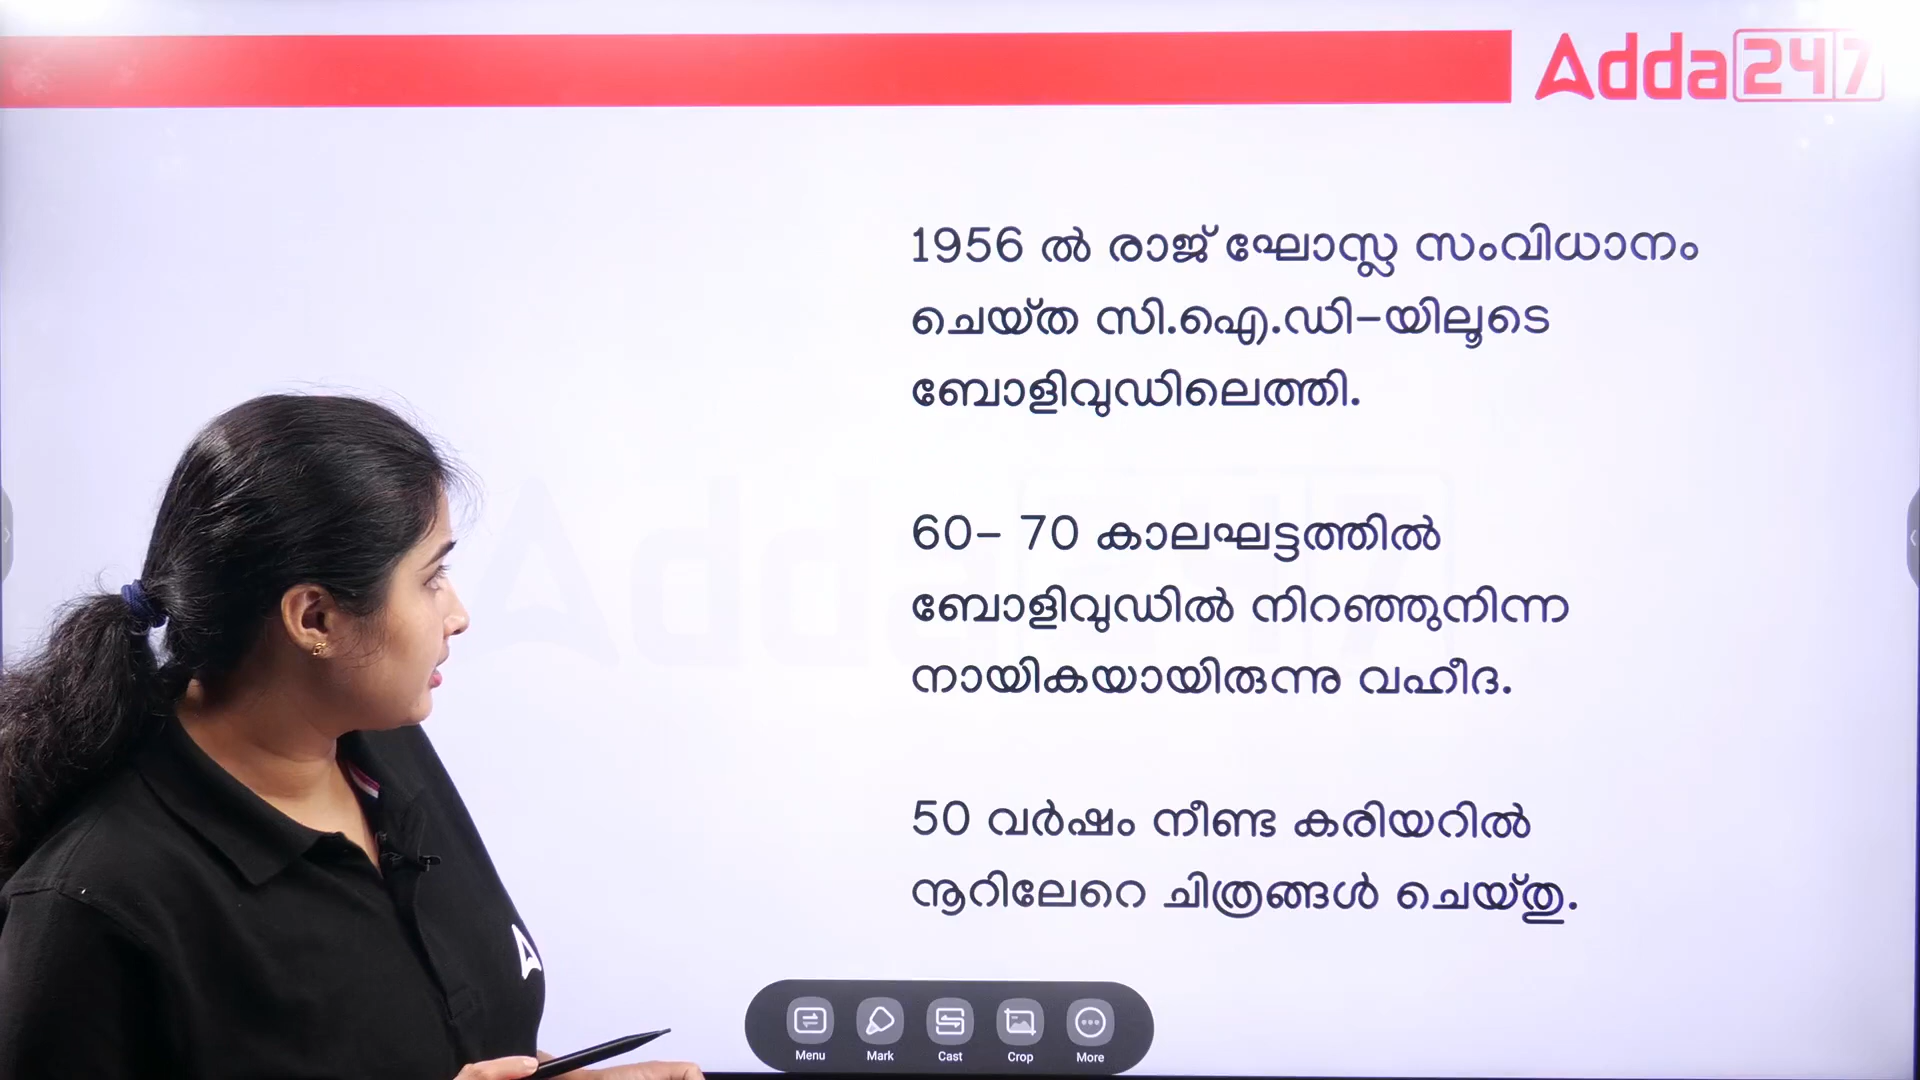 Adda247
1956 ൽ രാജ് ഘോസ്ല സംവിധാനം
ചെയ്ത സി.ഐ.ഡി-യിലൂടെ
ബോളിവുഡിലെത്തി.
60- 70 കാലഘട്ടത്തിൽ
ബോളിവുഡിൽ നിറഞ്ഞുനിന്ന
നായികയായിരുന്നു വഹീദ.
50 വർഷം നീണ്ട കരിയറിൽ
നൂറിലേറെ ചിത്രങ്ങൾ ചെയ്തു.
Menu Mark Cast Crop More